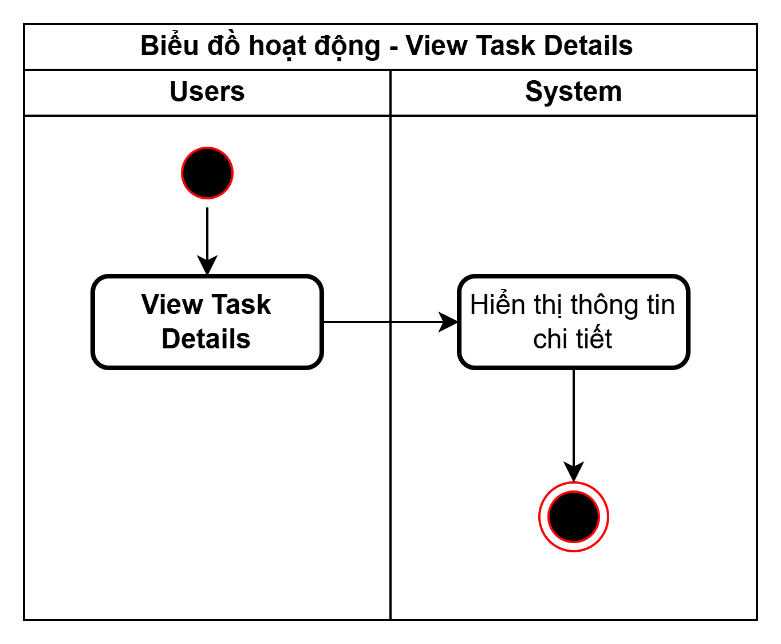 Biểu đồ hoạt động - View Task Details
Users
System
View Task
Details
Hiển thị thông tin
chi tiết